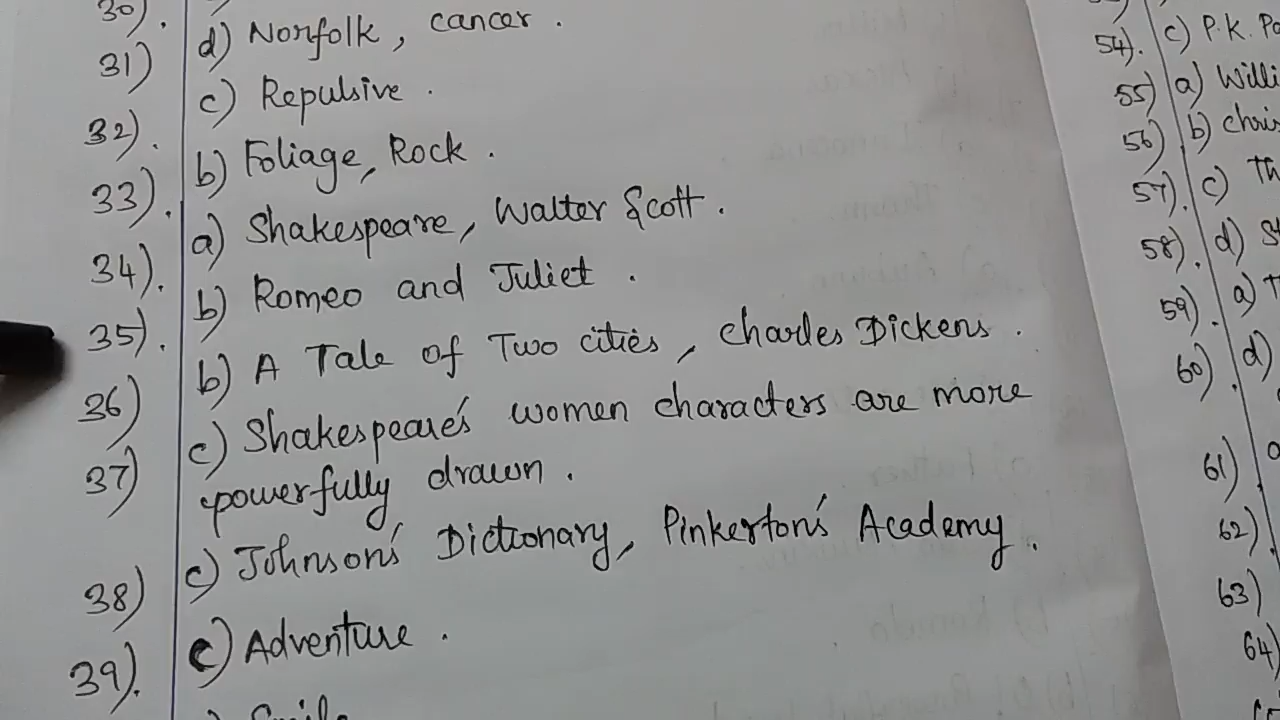 30).
31) d) Norfolk, cancer.
32). c) Repulsive.
33). b) Foliage, Rock.
34). a) Shakespeare, Walter Scott.
35). b) Romeo and Juliet.
36) b) A Tale of Two cities, Charles Dickens.
37) c) Shakespeare's women characters are more
powerfully drawn.
38) c) Johnson's Dictionary, Pinkerton's Academy.
39). c) Adventure.
54). c) P.K.
55) a)
56) b)
57). c)
58). d)
59). a)
60). d)
61)
62)
63)
64)